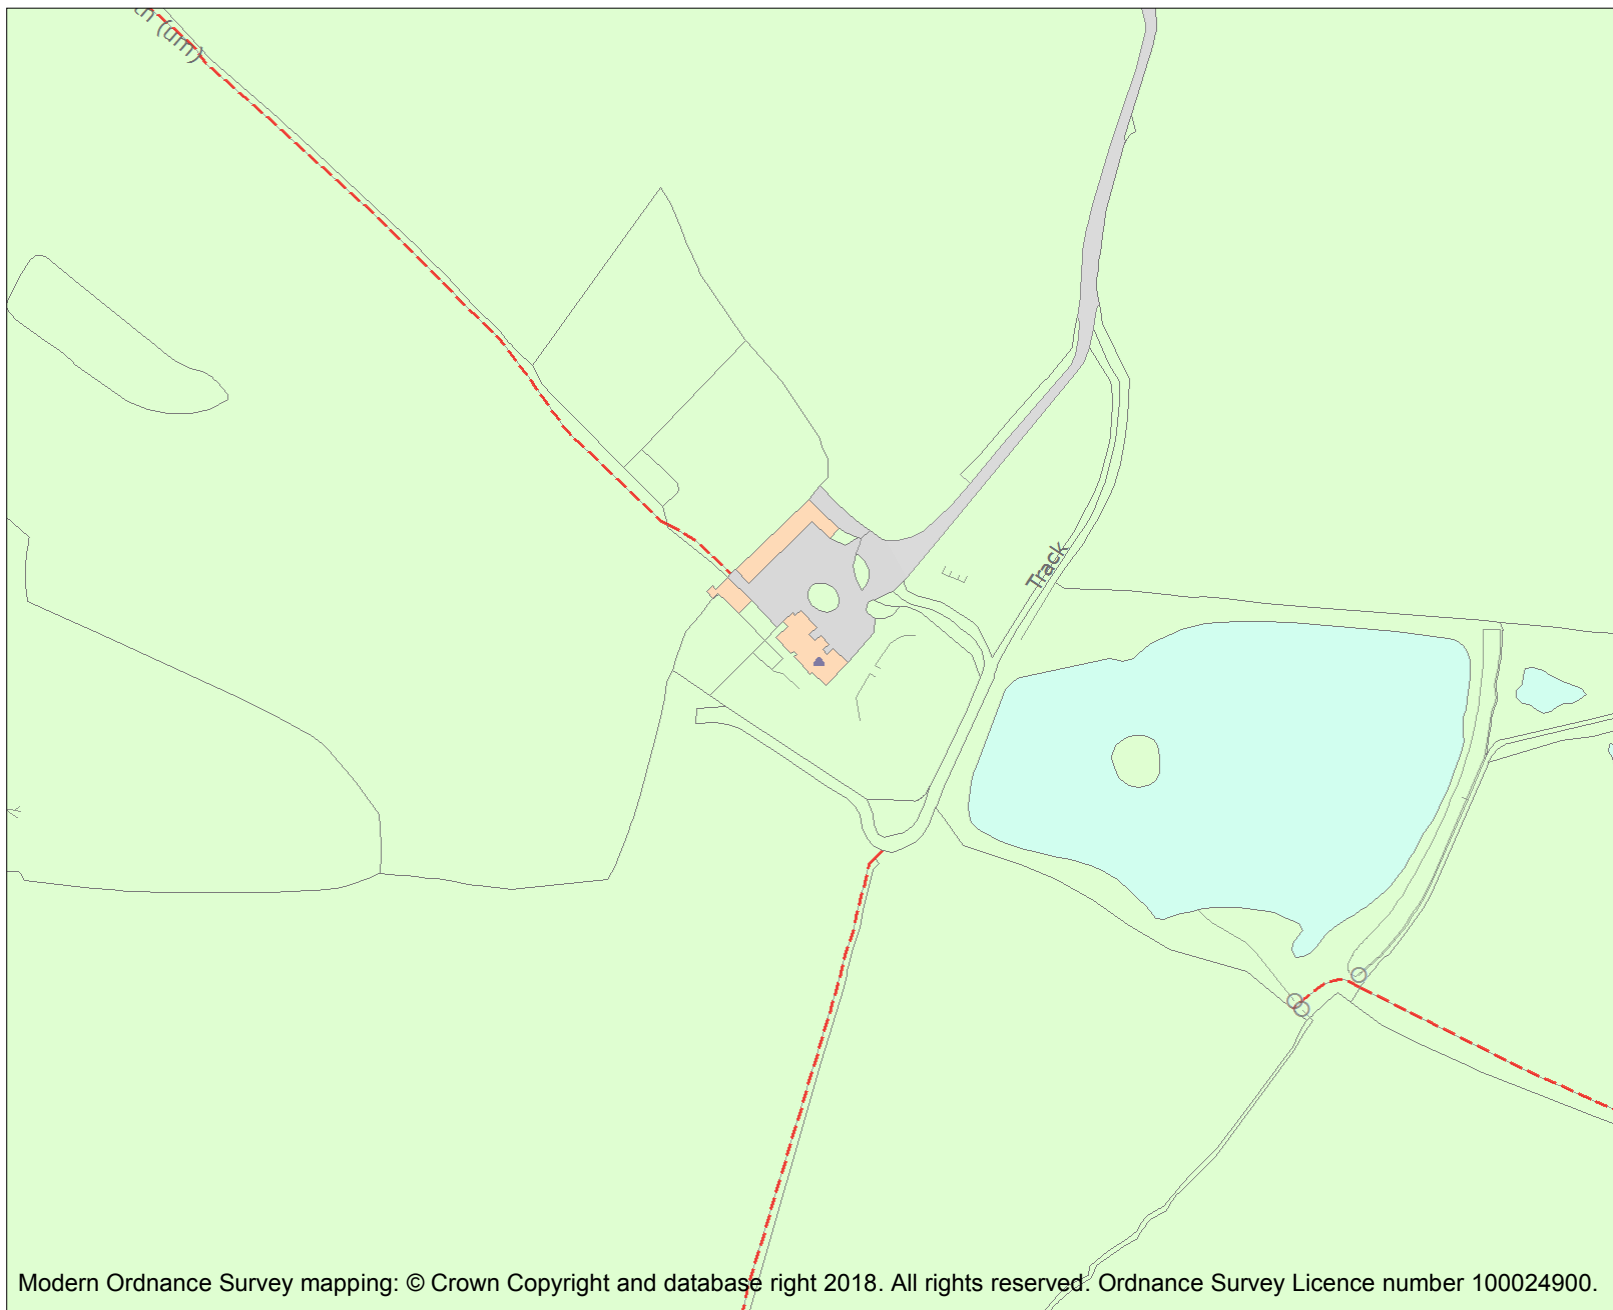 (um)
Track
Modern Ordnance Survey mapping: © Crown Copyright and database right 2018. All rights reserved. Ordnance Survey Licence number 100024900.